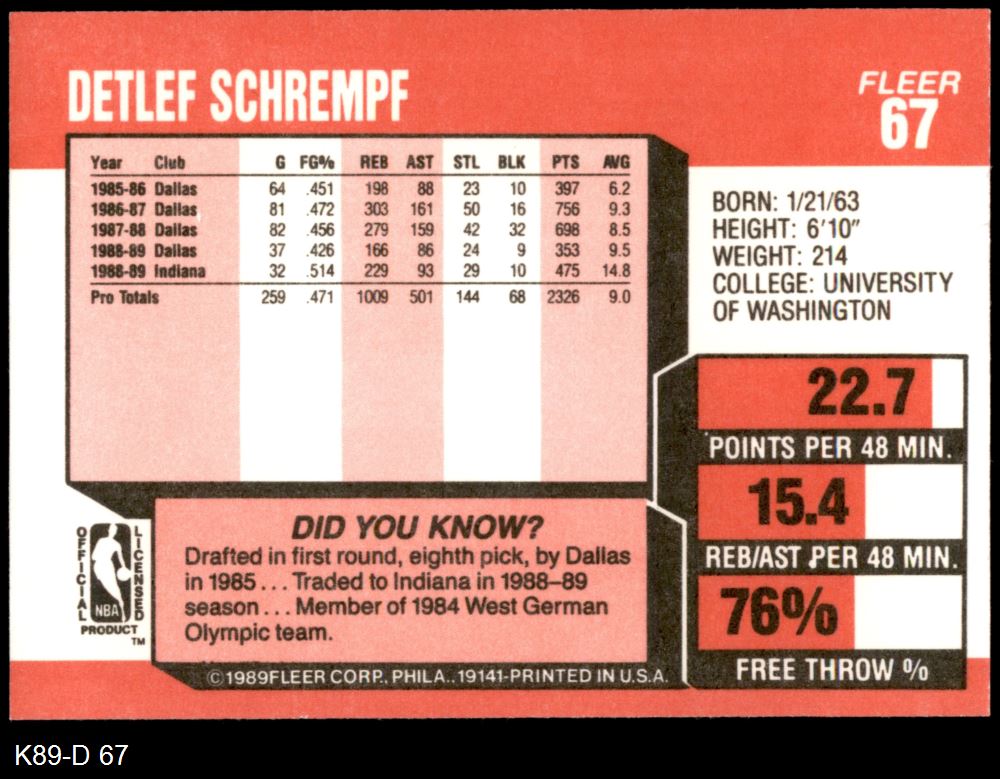 DETLEF SCHREMPF
FLEER
67
Year Club G FG% REB AST STL BLK PTS AVG
1985-86 Dallas 64 .451 198 88 23 10 397 6.2
1986-87 Dallas 81 .472 303 161 50 16 756 9.3
1987-88 Dallas 82 .456 279 159 42 32 698 8.5
1988-89 Dallas 37 .426 166 86 24 9 353 9.5
1988-89 Indiana 32 .514 229 93 29 10 475 14.8
Pro Totals 259 .471 1009 501 144 68 2326 9.0
BORN: 1/21/63
HEIGHT: 6'10"
WEIGHT: 214
COLLEGE: UNIVERSITY
OF WASHINGTON
22.7
POINTS PER 48 MIN.
15.4
REB/AST PER 48 MIN.
76%
FREE THROW %
OFFICIAL
LICENSED
NBA
PRODUCT
TM
DID YOU KNOW?
Drafted in first round, eighth pick, by Dallas
in 1985 . . . Traded to Indiana in 1988–89
season . . . Member of 1984 West German
Olympic team.
©1989FLEER CORP., PHILA., 19141-PRINTED IN U.S.A.
K89-D 67